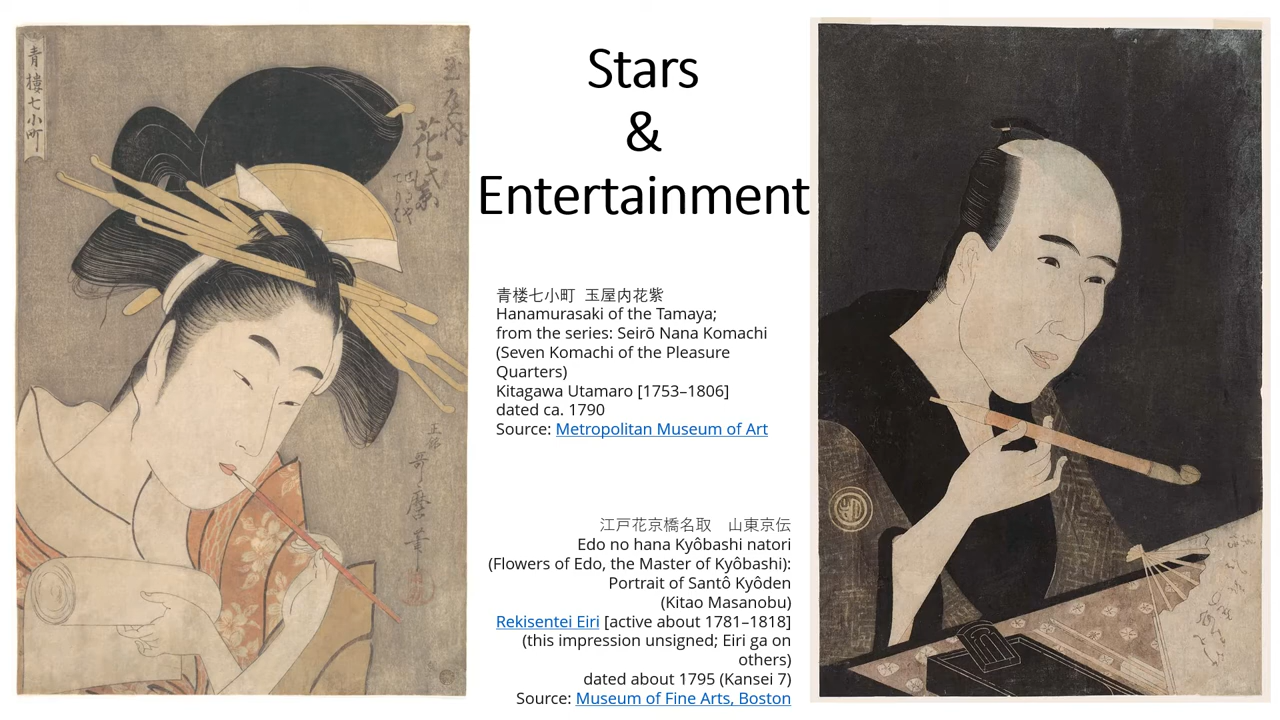 Stars
&
Entertainment
青楼七小町
玉屋内
花紫
哥麿筆
青楼七小町 玉屋内花紫
Hanamurasaki of the Tamaya;
from the series: Seirō Nana Komachi
(Seven Komachi of the Pleasure
Quarters)
Kitagawa Utamaro [1753–1806]
dated ca. 1790
Source: Metropolitan Museum of Art
江戸花京橋名取 山東京伝
Edo no hana Kyôbashi natori
(Flowers of Edo, the Master of Kyôbashi):
Portrait of Santô Kyôden
(Kitao Masanobu)
Rekisentei Eiri [active about 1781–1818]
(this impression unsigned; Eiri ga on
others)
dated about 1795 (Kansei 7)
Source: Museum of Fine Arts, Boston